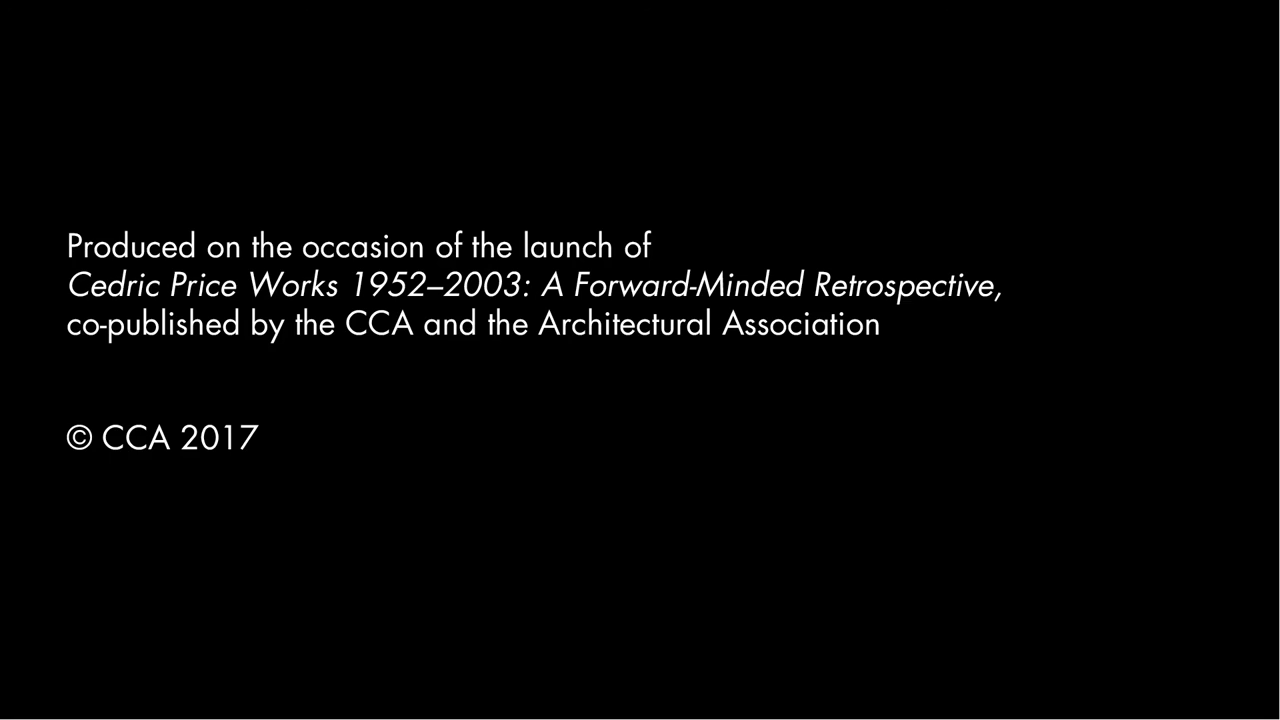 Produced on the occasion of the launch of
Cedric Price Works 1952–2003: A Forward-Minded Retrospective,
co-published by the CCA and the Architectural Association
© CCA 2017